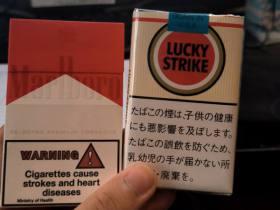 Marlboro
WARNING
Cigarettes cause
strokes and heart
diseases
Ministry of Health
LUCKY
STRIKE
たばこの煙は、子供の健康
にも悪影響を及ぼします。
たばこの誤飲を防ぐため、
乳幼児の手が届かない所
廃棄を。